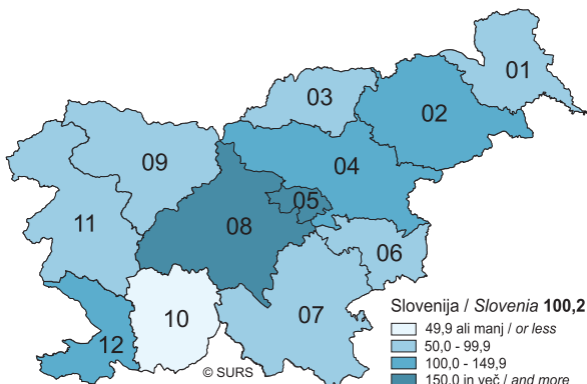 01
02
03
04
09
05
11
08
06
10
07
12
© SURS
Slovenija / Slovenia 100,2
49,9 ali manj / or less
50,0 - 99,9
100,0 - 149,9
150,0 in več / and more